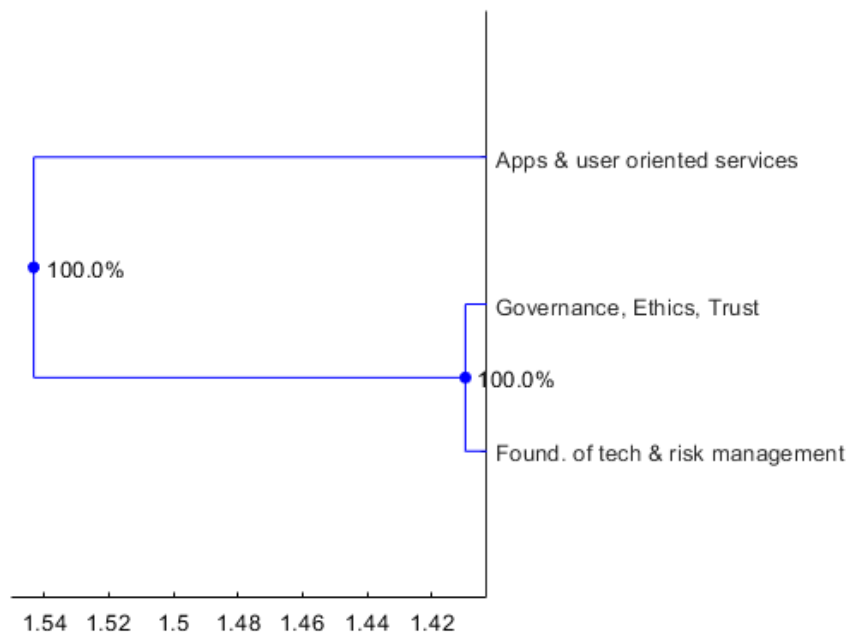 Apps & user oriented services
100.0%
Governance, Ethics, Trust
100.0%
Found. of tech & risk management
1.54 1.52 1.5 1.48 1.46 1.44 1.42